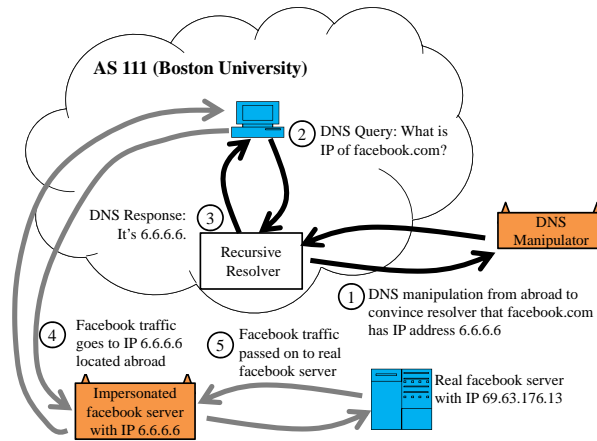 AS 111 (Boston University)
2
DNS Query: What is
IP of facebook.com?
DNS Response:
It's 6.6.6.6.
3
Recursive
Resolver
DNS
Manipulator
1
DNS manipulation from abroad to
convince resolver that facebook.com
has IP address 6.6.6.6
4
Facebook traffic
goes to IP 6.6.6.6
located abroad
5
Facebook traffic
passed on to real
facebook server
Impersonated
facebook server
with IP 6.6.6.6
Real facebook server
with IP 69.63.176.13